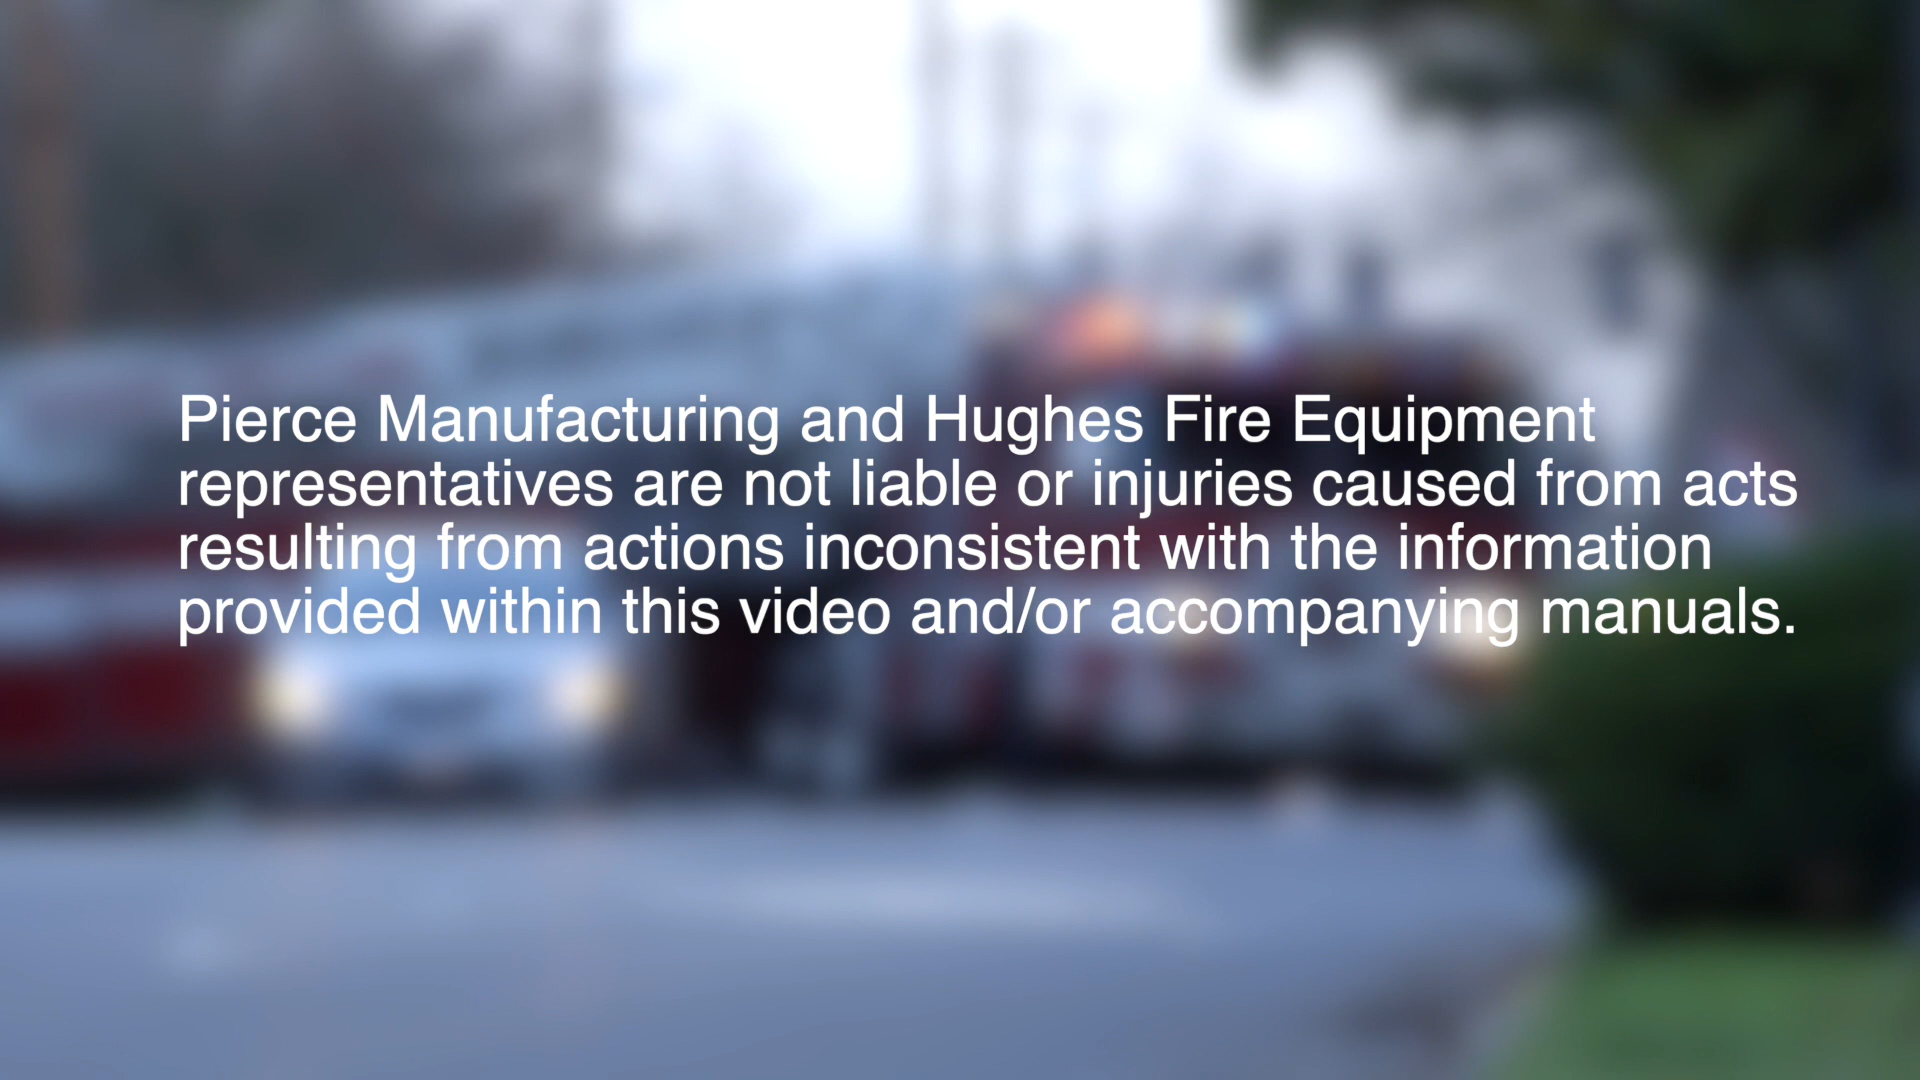 Pierce Manufacturing and Hughes Fire Equipment
representatives are not liable or injuries caused from acts
resulting from actions inconsistent with the information
provided within this video and/or accompanying manuals.